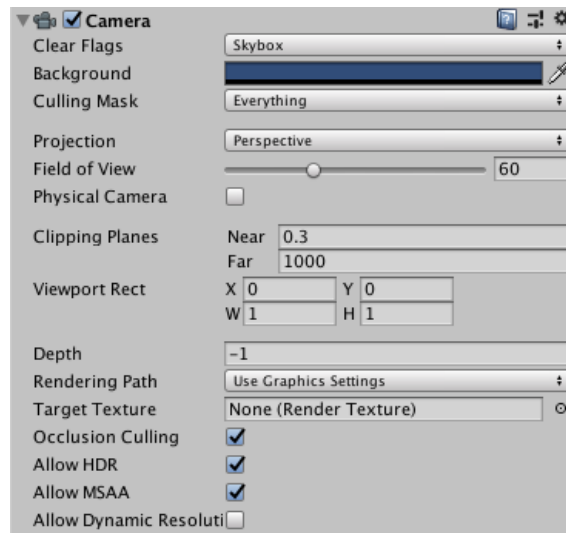 Camera
Clear Flags Skybox
Background
Culling Mask Everything
Projection Perspective
Field of View 60
Physical Camera
Clipping Planes Near 0.3
Far 1000
Viewport Rect X 0 Y 0
W 1 H 1
Depth -1
Rendering Path Use Graphics Settings
Target Texture None (Render Texture)
Occlusion Culling
Allow HDR
Allow MSAA
Allow Dynamic Resoluti